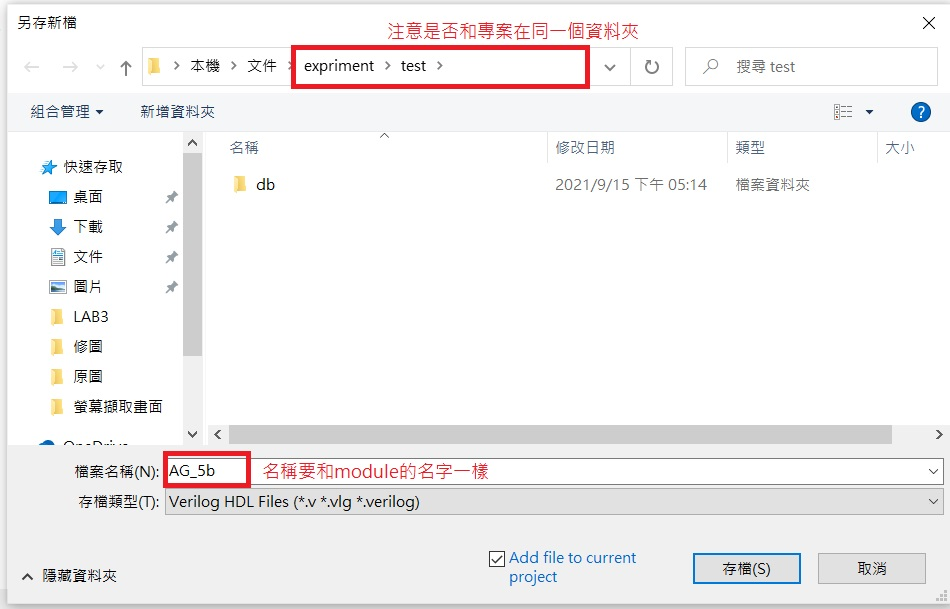 另存新檔
注意是否和專案在同一個資料夾
本機 文件 expriment test
搜尋 test
組合管理 新增資料夾
?
名稱 修改日期 類型 大小
快速存取
db 2021/9/15 下午 05:14 檔案資料夾
桌面
下載
文件
圖片
LAB3
修圖
原圖
螢幕擷取畫面
OneDrive
檔案名稱(N): AG_5b 名稱要和module的名字一樣
存檔類型(T): Verilog HDL Files (*.v *.vlg *.verilog)
Add file to current
project
隱藏資料夾 存檔(S) 取消